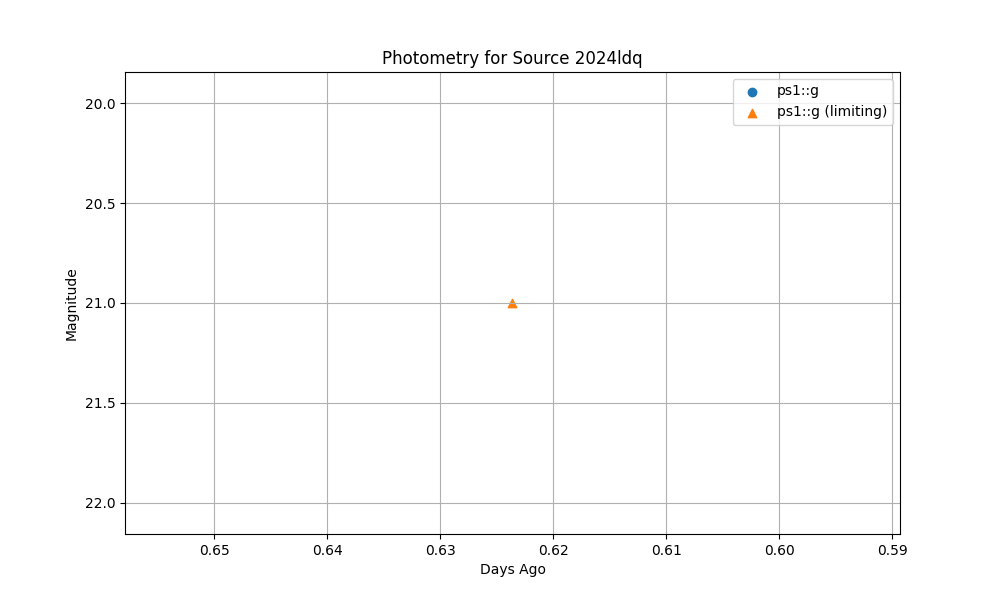 Photometry for Source 2024ldq
ps1::g
ps1::g (limiting)
20.0
20.5
21.0
21.5
22.0
Magnitude
0.65 0.64 0.63 0.62 0.61 0.60 0.59
Days Ago